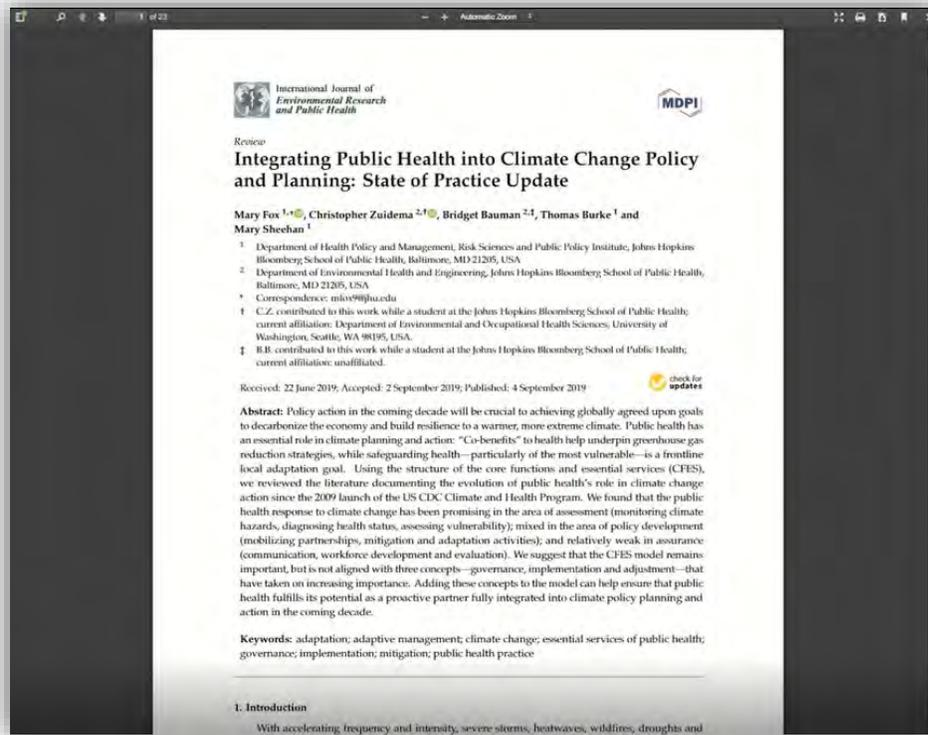 1 of 23
Automatic Zoom
International Journal of
Environmental Research
and Public Health
MDPI
Review
Integrating Public Health into Climate Change Policy
and Planning: State of Practice Update
Mary Fox 1,*, Christopher Zuidema 2,†, Bridget Bauman 2,‡, Thomas Burke 1 and
Mary Sheehan 1
1 Department of Health Policy and Management, Risk Sciences and Public Policy Institute, Johns Hopkins
Bloomberg School of Public Health, Baltimore, MD 21205, USA
2 Department of Environmental Health and Engineering, Johns Hopkins Bloomberg School of Public Health,
Baltimore, MD 21205, USA
* Correspondence: mfox9@jhu.edu
† C.Z. contributed to this work while a student at the Johns Hopkins Bloomberg School of Public Health;
current affiliation: Department of Environmental and Occupational Health Sciences, University of
Washington, Seattle, WA 98195, USA.
‡ B.B. contributed to this work while a student at the Johns Hopkins Bloomberg School of Public Health;
current affiliation: unaffiliated.
Received: 22 June 2019; Accepted: 2 September 2019; Published: 4 September 2019
check for
updates
Abstract: Policy action in the coming decade will be crucial to achieving globally agreed upon goals
to decarbonize the economy and build resilience to a warmer, more extreme climate. Public health has
an essential role in climate planning and action: “Co-benefits” to health help underpin greenhouse gas
reduction strategies, while safeguarding health—particularly of the most vulnerable—is a frontline
local adaptation goal. Using the structure of the core functions and essential services (CFES),
we reviewed the literature documenting the evolution of public health’s role in climate change
action since the 2009 launch of the US CDC Climate and Health Program. We found that the public
health response to climate change has been promising in the area of assessment (monitoring climate
hazards, diagnosing health status, assessing vulnerability); mixed in the area of policy development
(mobilizing partnerships, mitigation and adaptation activities); and relatively weak in assurance
(communication, workforce development and evaluation). We suggest that the CFES model remains
important, but is not aligned with three concepts—governance, implementation and adjustment—that
have taken on increasing importance. Adding these concepts to the model can help ensure that public
health fulfills its potential as a proactive partner fully integrated into climate policy planning and
action in the coming decade.
Keywords: adaptation; adaptive management; climate change; essential services of public health;
governance; implementation; mitigation; public health practice
1. Introduction
With accelerating frequency and intensity, severe storms, heatwaves, wildfires, droughts and